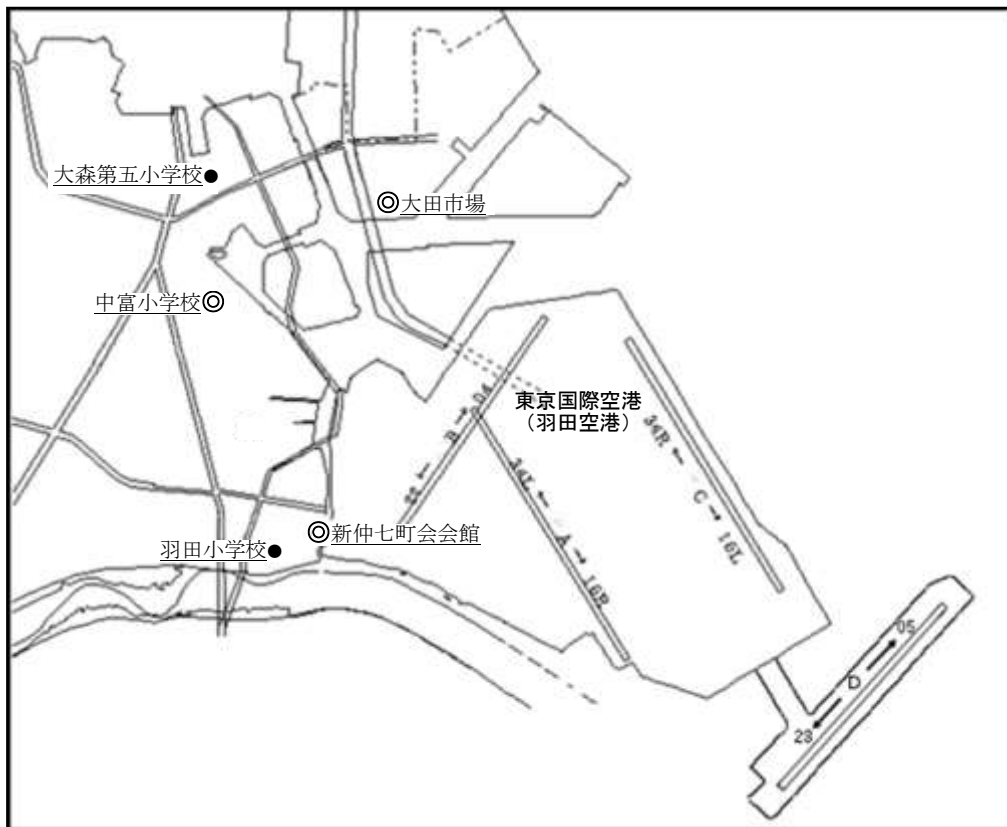 大森第五小学校
大田市場
中富小学校
東京国際空港
(羽田空港)
04
B
22
34R
C
16L
34L
A
16R
新仲七町会会館
羽田小学校
05
D
23